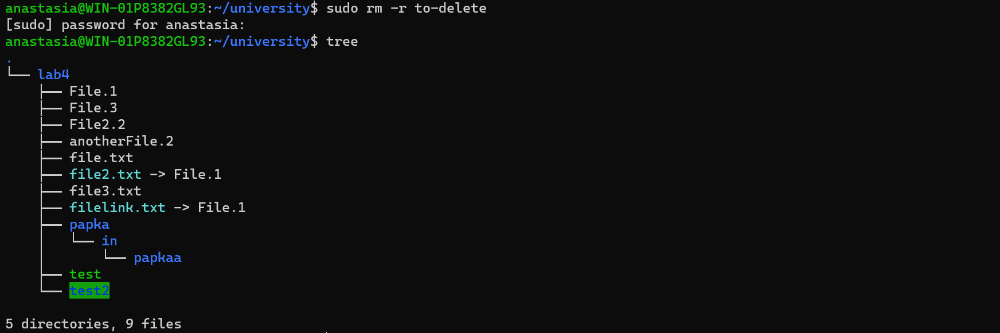 anastasia@WIN-01P8382GL93:~/university$ sudo rm -r to-delete
[sudo] password for anastasia:
anastasia@WIN-01P8382GL93:~/university$ tree
.
└── lab4
    ├── File.1
    ├── File.3
    ├── File2.2
    ├── anotherFile.2
    ├── file.txt
    ├── file2.txt -> File.1
    ├── file3.txt
    ├── filelink.txt -> File.1
    ├── papka
    │   └── in
    │       └── papkaa
    ├── test
    └── test2
5 directories, 9 files